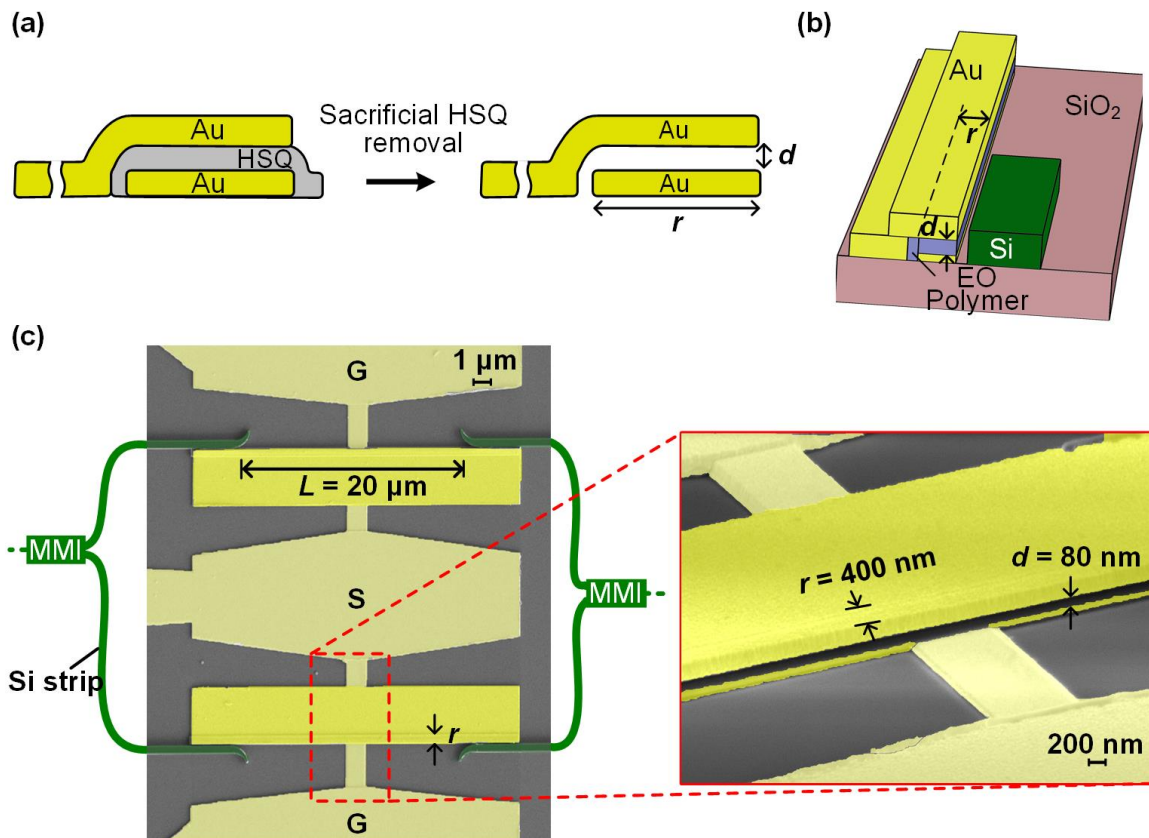 (a)
Au
HSQ
Au
Sacrificial HSQ
removal
Au
d
Au
r
(b)
Au
SiO2
r
d
Si
EO
Polymer
(c)
G
1 µm
L = 20 µm
MMI
S
MMI
Si strip
r
G
r = 400 nm
d = 80 nm
200 nm